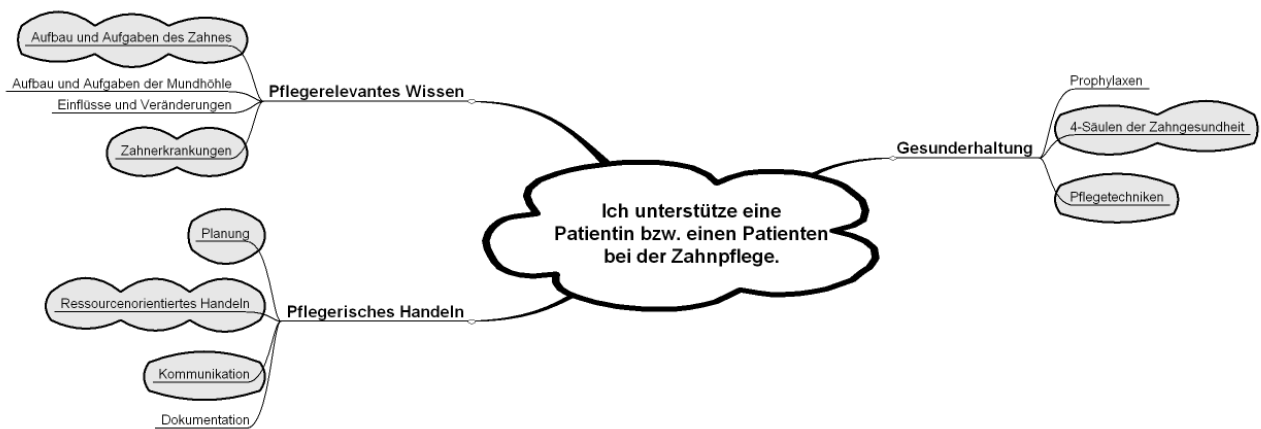 Aufbau und Aufgaben des Zahnes
Aufbau und Aufgaben der Mundhöhle
Einflüsse und Veränderungen
Zahnerkrankungen
Pflegerelevantes Wissen
Planung
Ressourcenorientiertes Handeln
Kommunikation
Dokumentation
Pflegerisches Handeln
Ich unterstütze eine
Patientin bzw. einen Patienten
bei der Zahnpflege.
Gesunderhaltung
Prophylaxen
4-Säulen der Zahngesundheit
Pflegetechniken